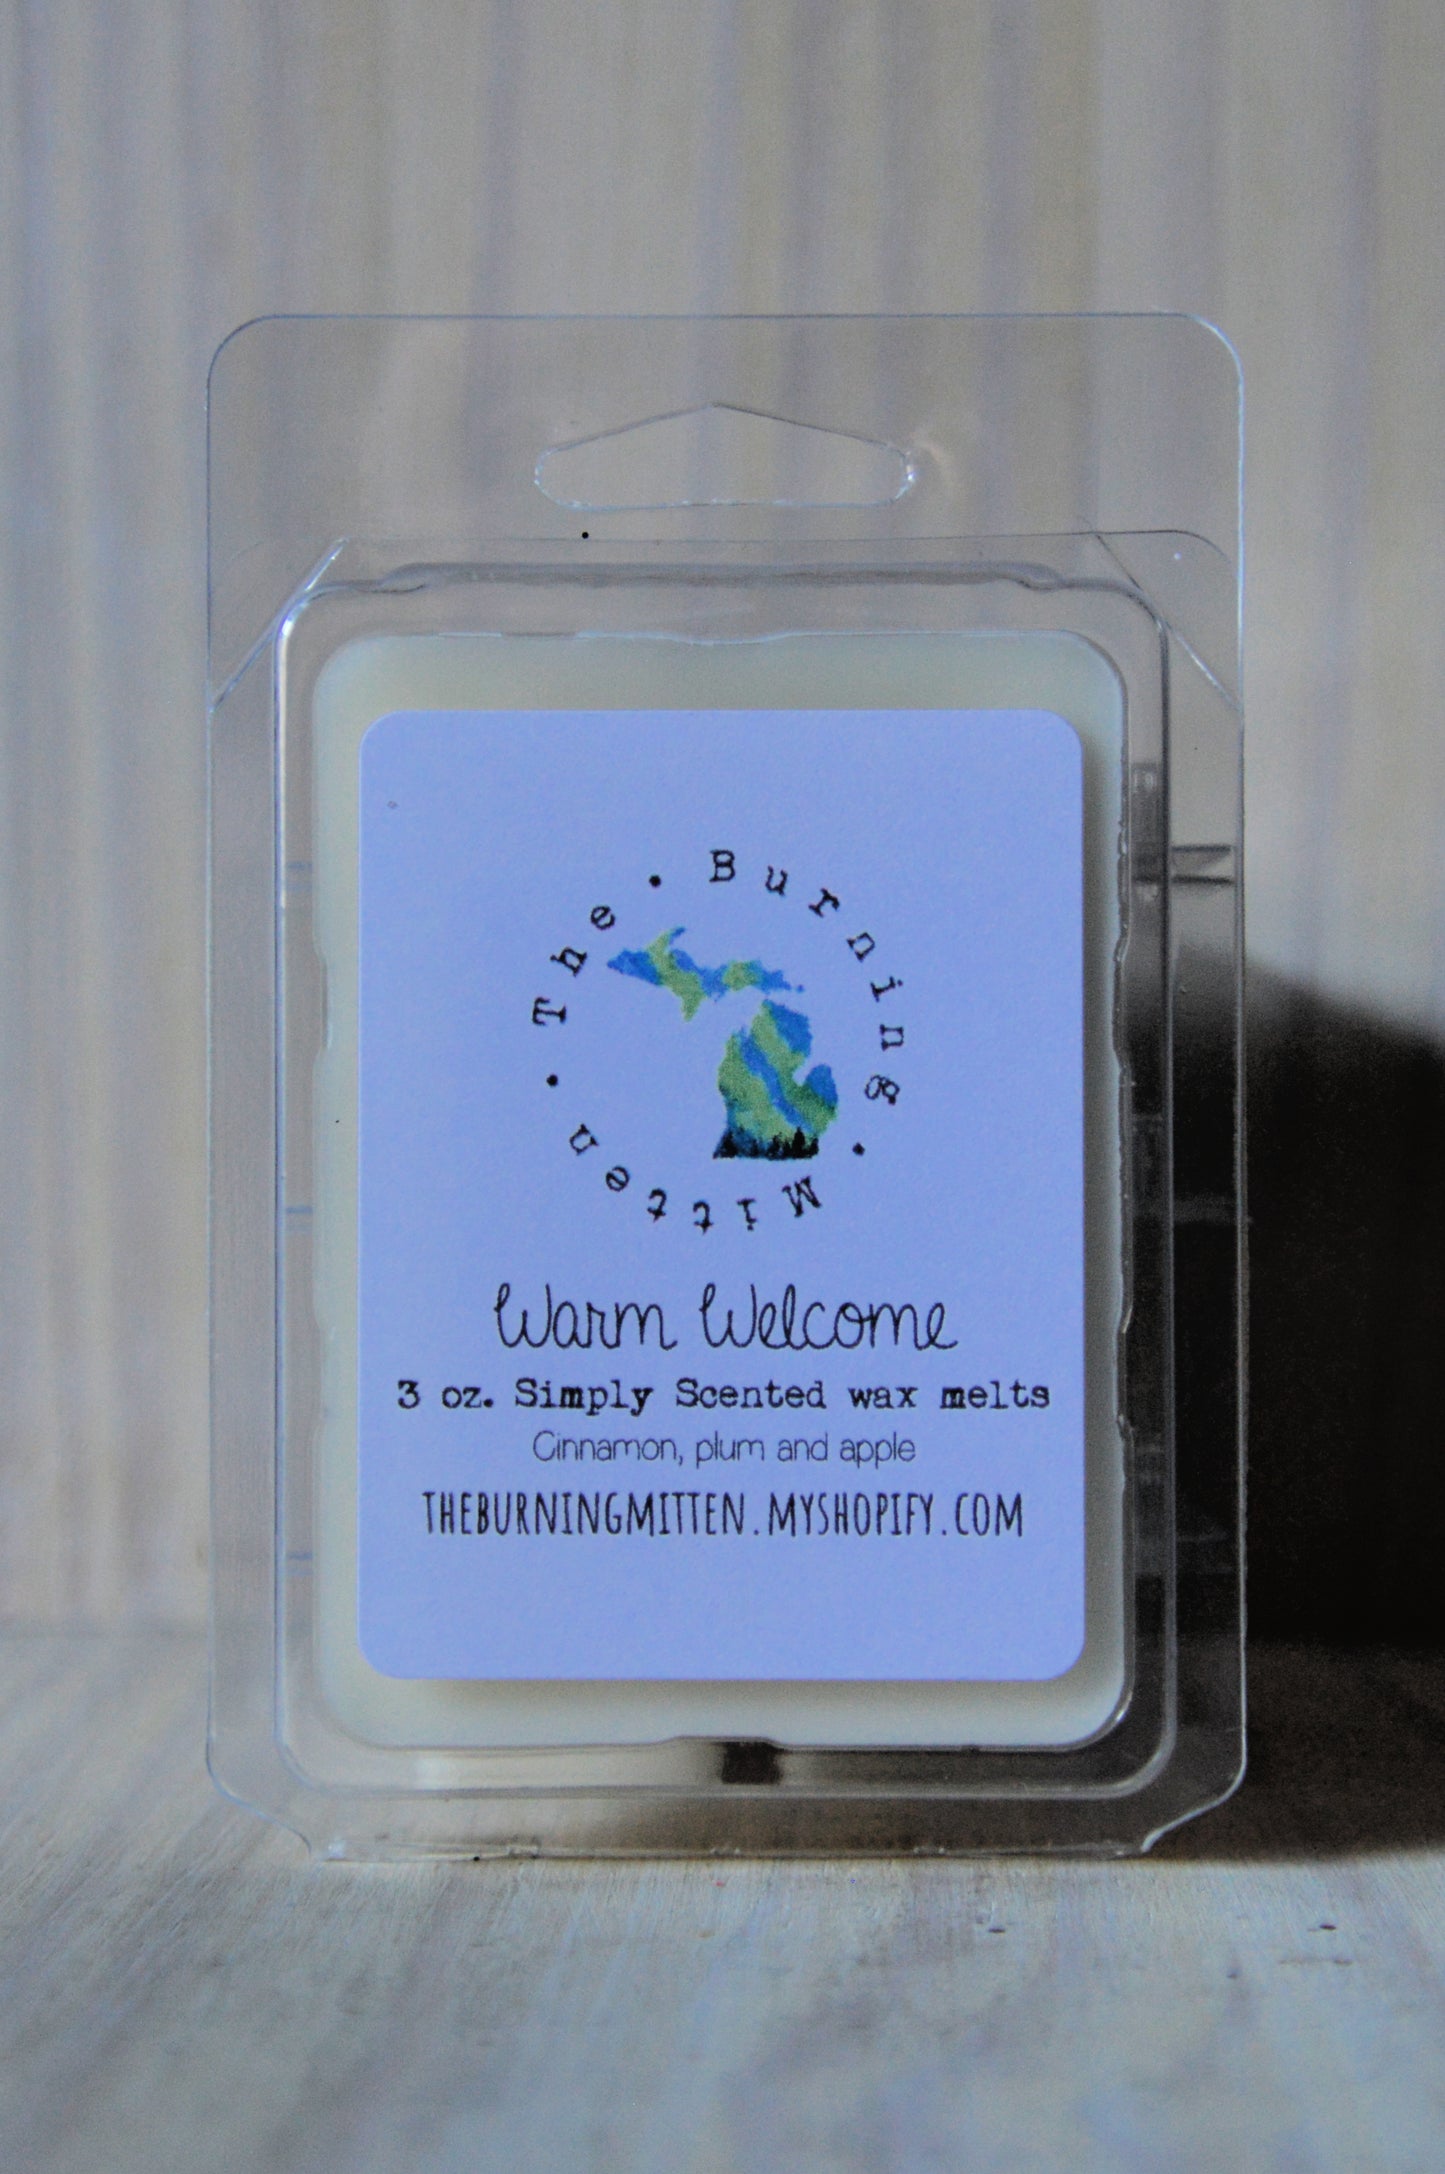 The • Burning • Mitten •
Warm Welcome
3 oz. Simply Scented wax melts
Cinnamon, plum and apple
THEBURNINGMITTEN.MYSHOPIFY.COM